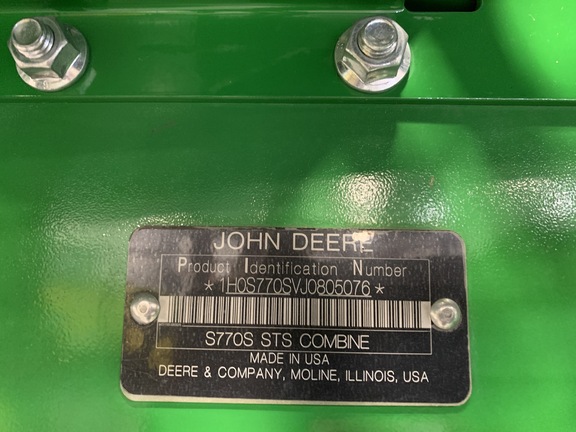 JOHN DEERE
Product Identification Number
*1H0S770SVJ0805076*
S770S STS COMBINE
MADE IN USA
DEERE & COMPANY, MOLINE, ILLINOIS, USA